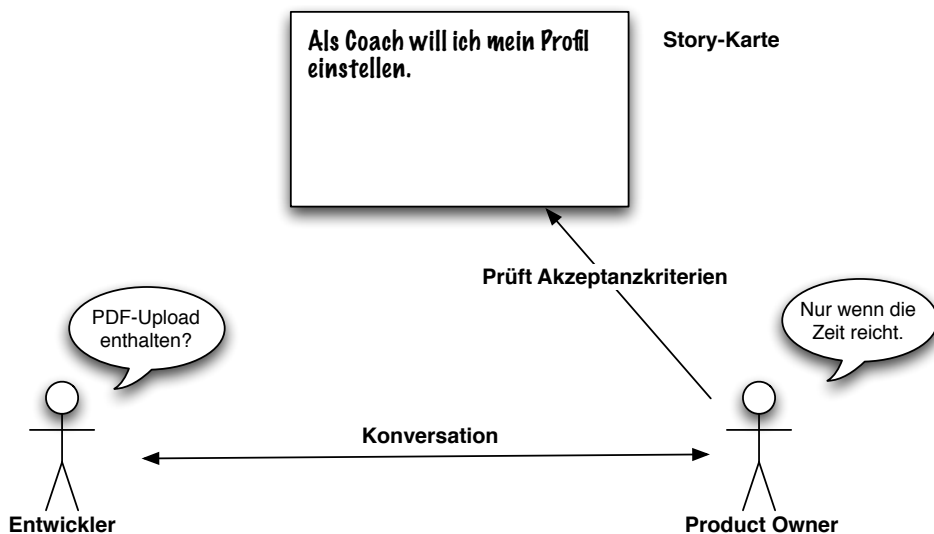 Als Coach will ich mein Profil
einstellen.
Story-Karte
Prüft Akzeptanzkriterien
PDF-Upload
enthalten?
Nur wenn die
Zeit reicht.
Konversation
Entwickler
Product Owner